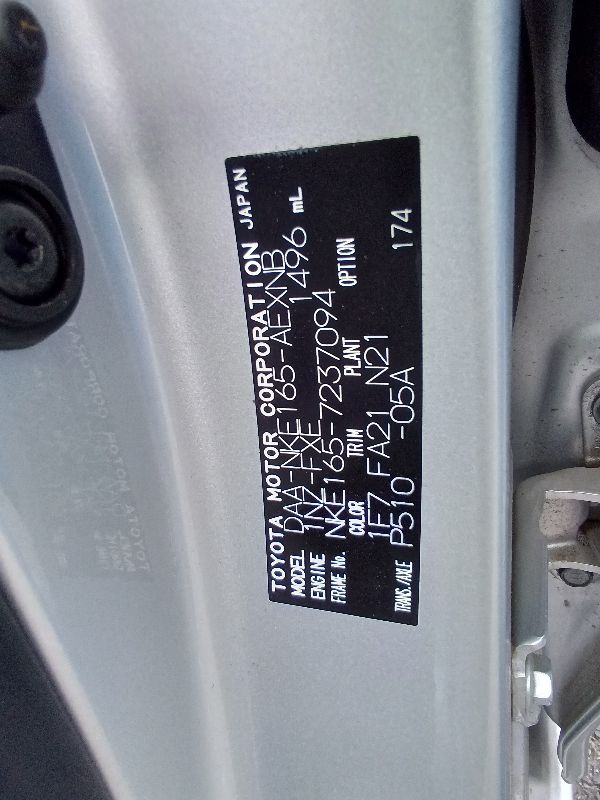 TOYOTA MOTOR CORPORATION JAPAN
MODEL DAA-NKE165-AEXNB
ENGINE 1NZ-FXE 1496 mL
FRAME No. NKE165-7237094
COLOR TRIM PLANT OPTION
1F7 FA21 N21
TRANS./AXLE P510 -05A 174